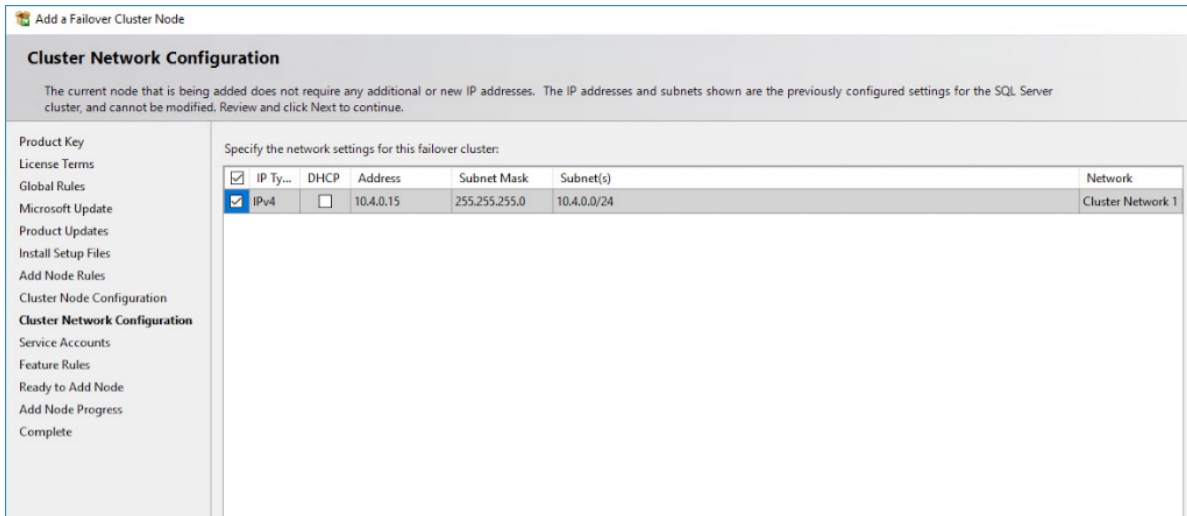 Add a Failover Cluster Node
Cluster Network Configuration
The current node that is being added does not require any additional or new IP addresses.  The IP addresses and subnets shown are the previously configured settings for the SQL Server
cluster, and cannot be modified. Review and click Next to continue.
Product Key
License Terms
Global Rules
Microsoft Update
Product Updates
Install Setup Files
Add Node Rules
Cluster Node Configuration
Cluster Network Configuration
Service Accounts
Feature Rules
Ready to Add Node
Add Node Progress
Complete
Specify the network settings for this failover cluster:
IP Ty... DHCP Address Subnet Mask Subnet(s) Network
IPv4 10.4.0.15 255.255.255.0 10.4.0.0/24 Cluster Network 1